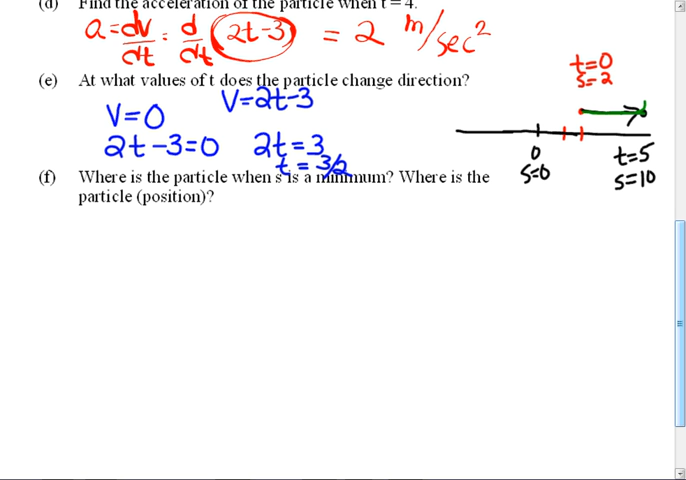 (d) Find the acceleration of the particle when t = 4.
a = dv/dt = d/dt (2t-3) = 2 m/sec²
(e) At what values of t does the particle change direction?
V=0 V=2t-3
2t-3=0 2t=3
t = 3/2
t=0
s=2
0
s=0
t=5
s=10
(f) Where is the particle when s is a minimum? Where is the
particle (position)?